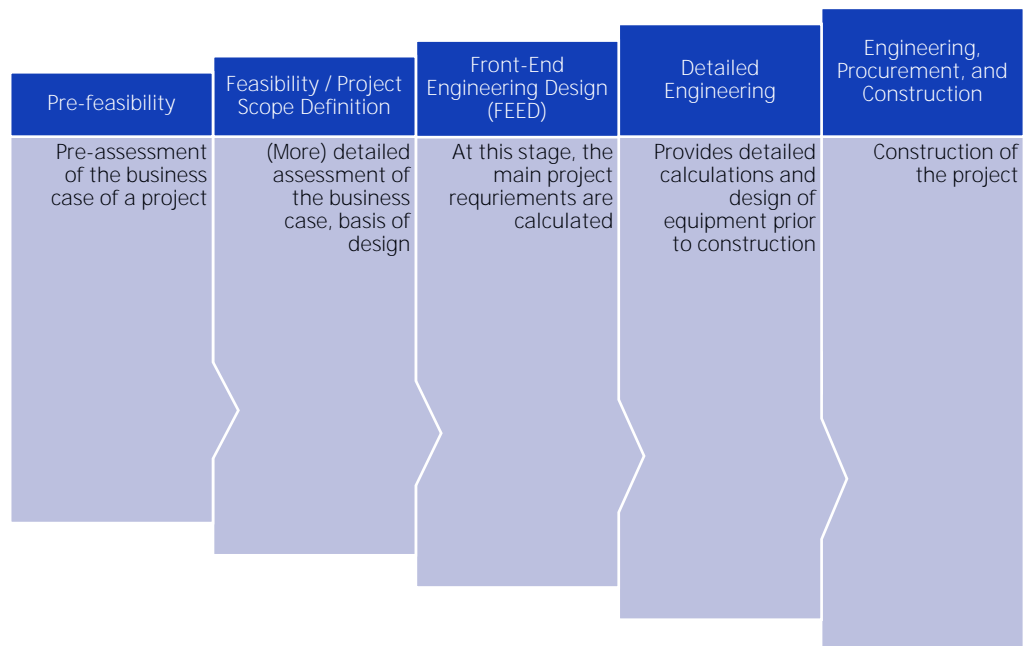 Pre-feasibility
Pre-assessment
of the business
case of a project
Feasibility / Project
Scope Definition
(More) detailed
assessment of
the business
case, basis of
design
Front-End
Engineering Design
(FEED)
At this stage, the
main project
requriements are
calculated
Detailed
Engineering
Provides detailed
calculations and
design of
equipment prior
to construction
Engineering,
Procurement, and
Construction
Construction of
the project